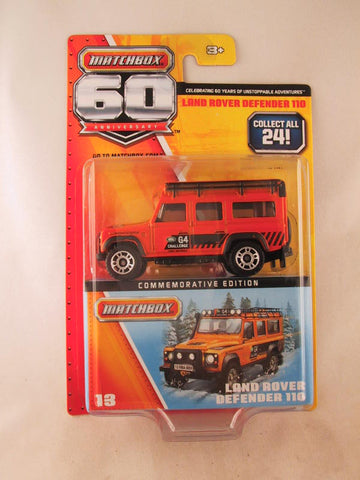 MATCHBOX
3+
60
ANNIVERSARY
CELEBRATING 60 YEARS OF UNSTOPPABLE ADVENTURES
LAND ROVER DEFENDER 110
GO TO MATCHBOX.COM
COLLECT ALL
24!
G4
CHALLENGE
COMMEMORATIVE EDITION
MATCHBOX
LAND ROVER
DEFENDER 110
13